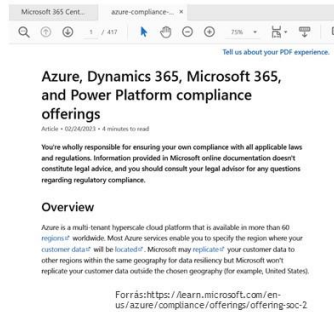 Microsoft 365 Cent...
azure-compliance-...
1 / 417
75%
Tell us about your PDF experience.
Azure, Dynamics 365, Microsoft 365,
and Power Platform compliance
offerings
Article • 02/24/2023 • 4 minutes to read
You're wholly responsible for ensuring your own compliance with all applicable laws
and regulations. Information provided in Microsoft online documentation doesn't
constitute legal advice, and you should consult your legal advisor for any questions
regarding regulatory compliance.
Overview
Azure is a multi-tenant hyperscale cloud platform that is available in more than 60
regions worldwide. Most Azure services enable you to specify the region where your
customer data will be located. Microsoft may replicate your customer data to
other regions within the same geography for data resiliency but Microsoft won't
replicate your customer data outside the chosen geography (for example, United States).
Forrás:https://learn.microsoft.com/en-
us/azure/compliance/offerings/offering-soc-2